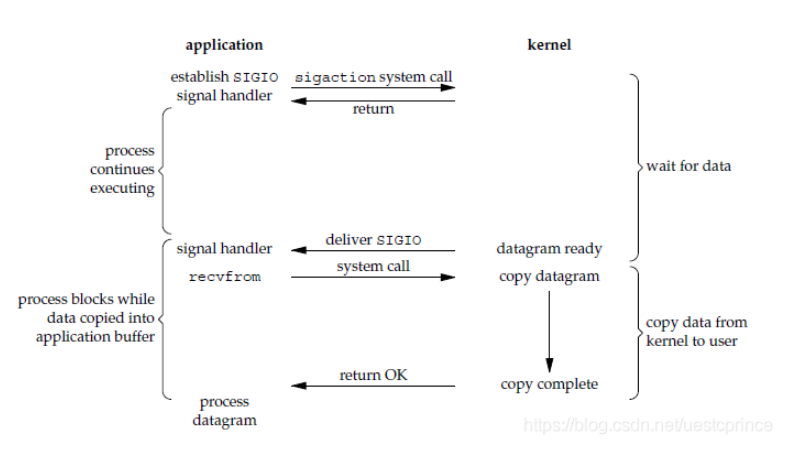 application
kernel
establish SIGIO
signal handler
sigaction system call
return
process
continues
executing
wait for data
signal handler
deliver SIGIO
datagram ready
recvfrom
system call
copy datagram
process blocks while
data copied into
application buffer
copy data from
kernel to user
return OK
copy complete
process
datagram
https://blog.csdn.net/uestcprince